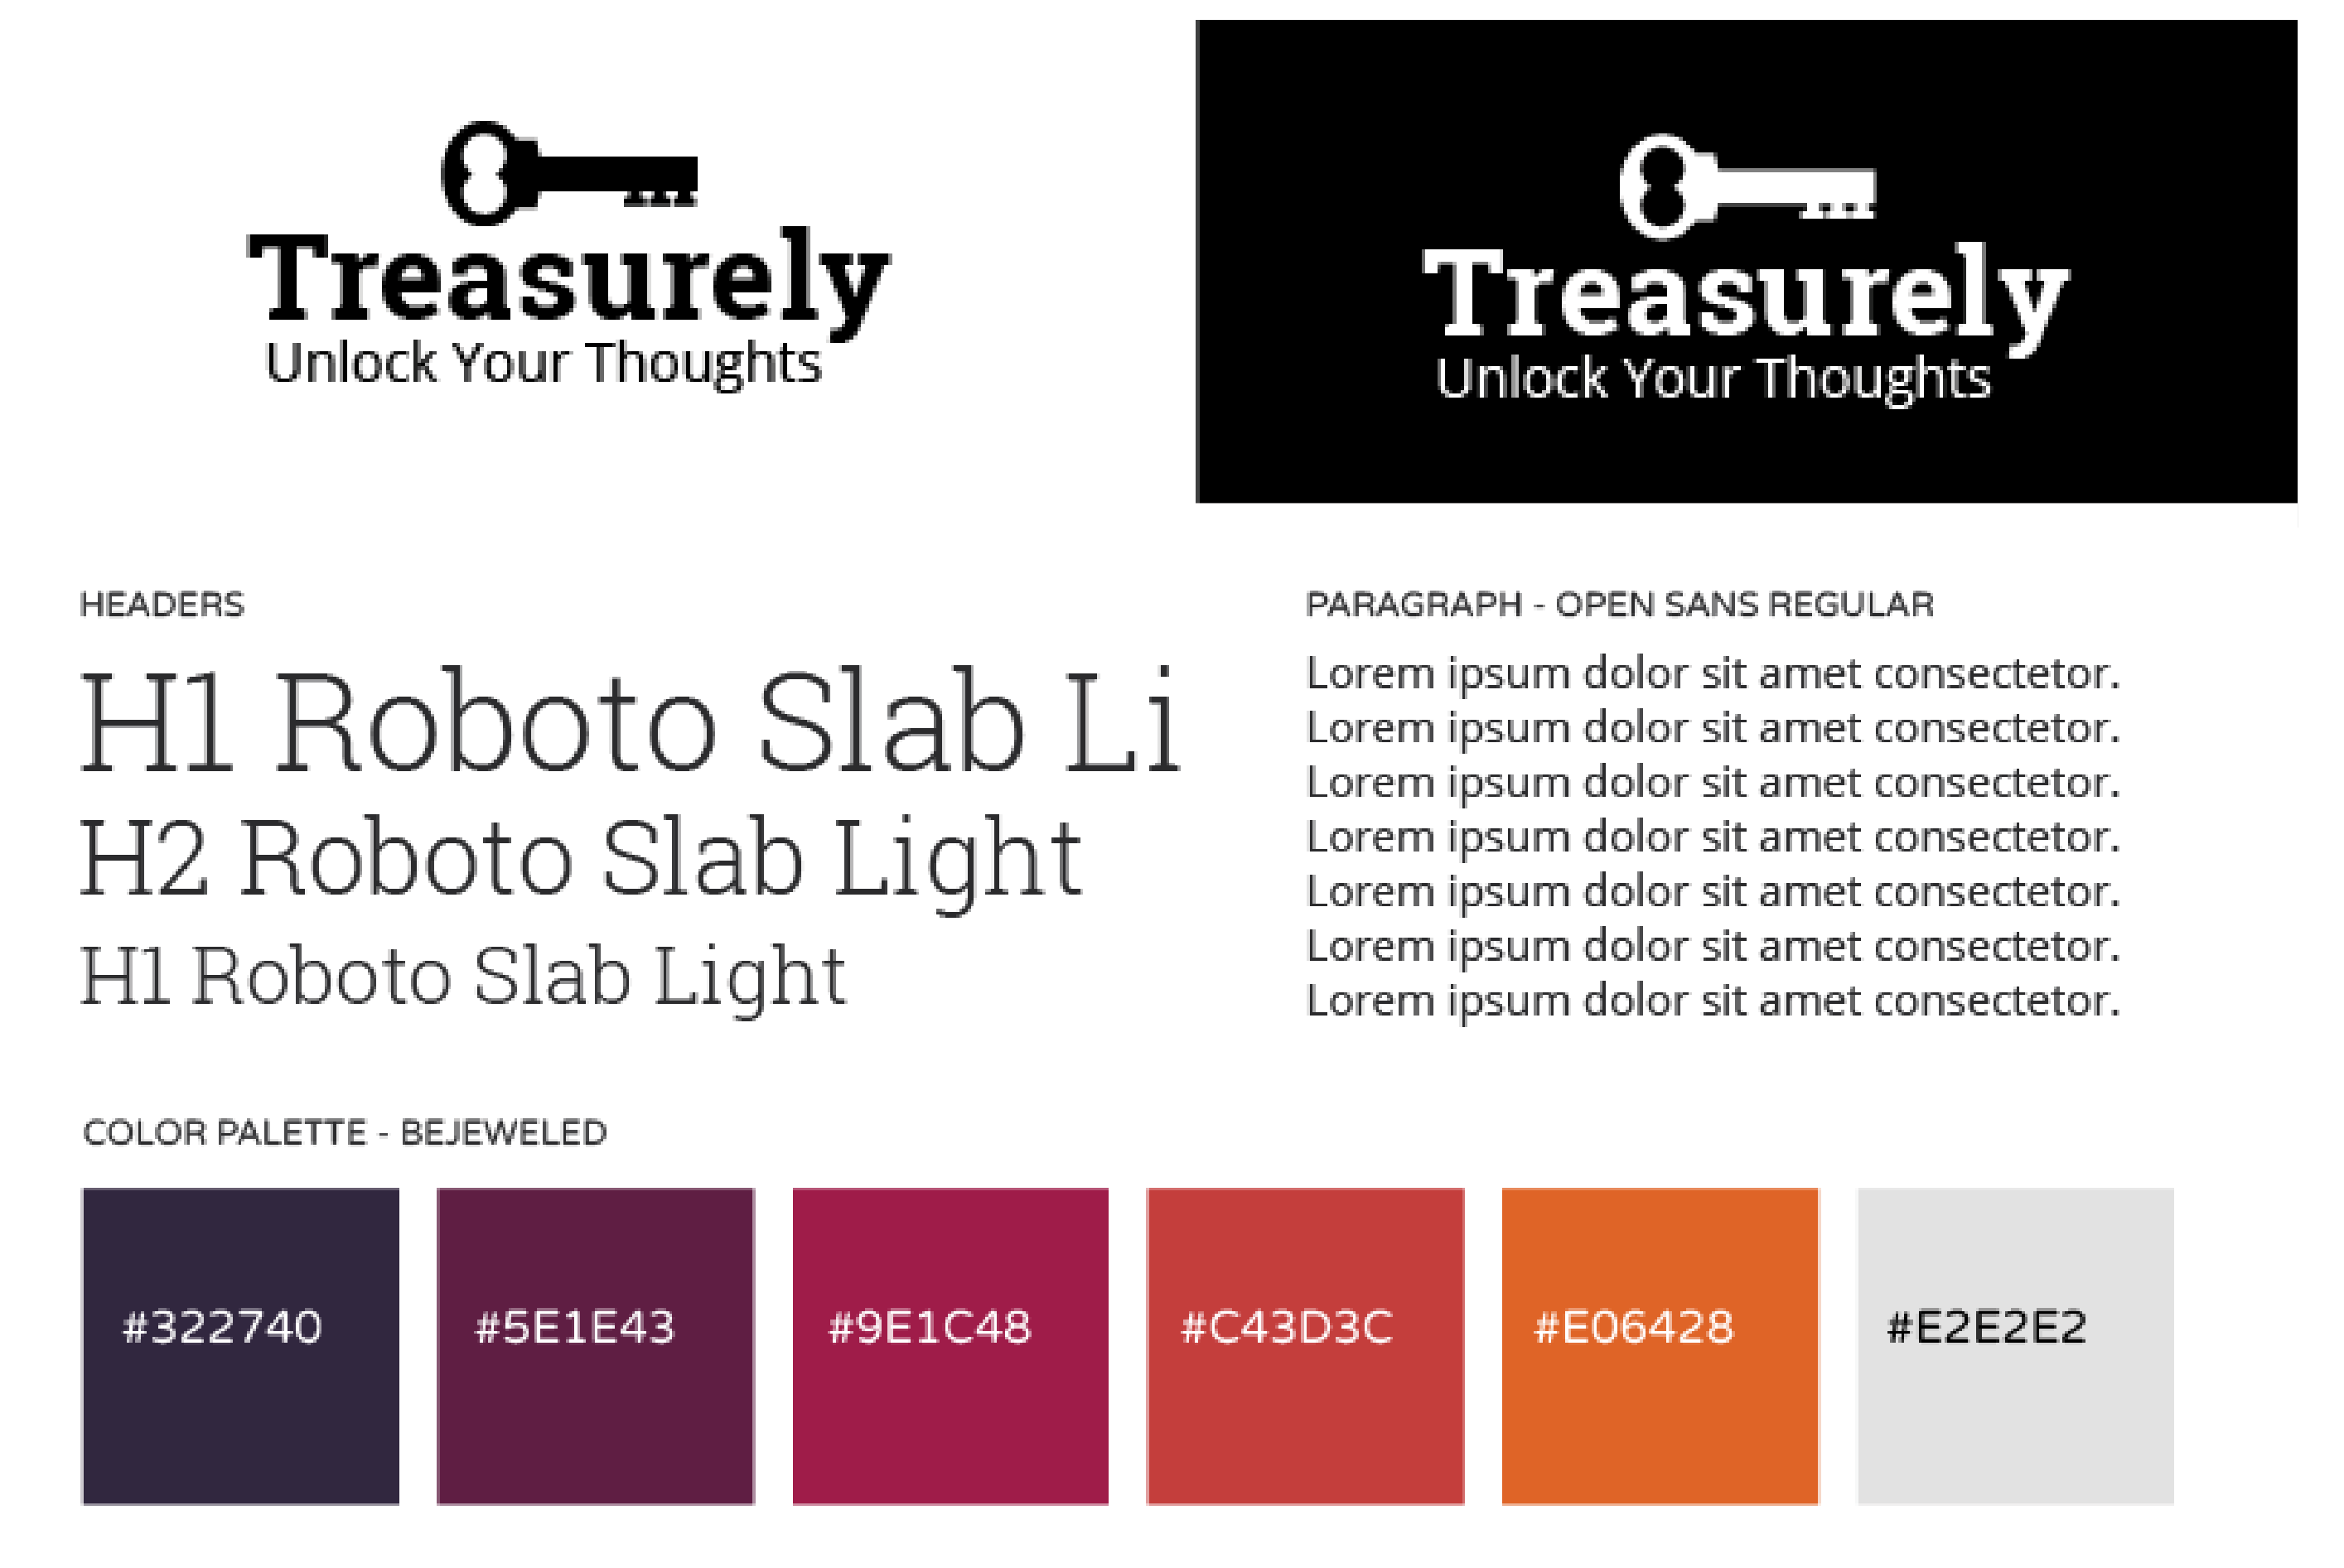 Treasurely
Unlock Your Thoughts
Treasurely
Unlock Your Thoughts
HEADERS
H1 Roboto Slab Li
H2 Roboto Slab Light
H1 Roboto Slab Light
PARAGRAPH - OPEN SANS REGULAR
Lorem ipsum dolor sit amet consectetor.
Lorem ipsum dolor sit amet consectetor.
Lorem ipsum dolor sit amet consectetor.
Lorem ipsum dolor sit amet consectetor.
Lorem ipsum dolor sit amet consectetor.
Lorem ipsum dolor sit amet consectetor.
Lorem ipsum dolor sit amet consectetor.
COLOR PALETTE - BEJEWELED
#322740
#5E1E43
#9E1C48
#C43D3C
#E06428
#E2E2E2